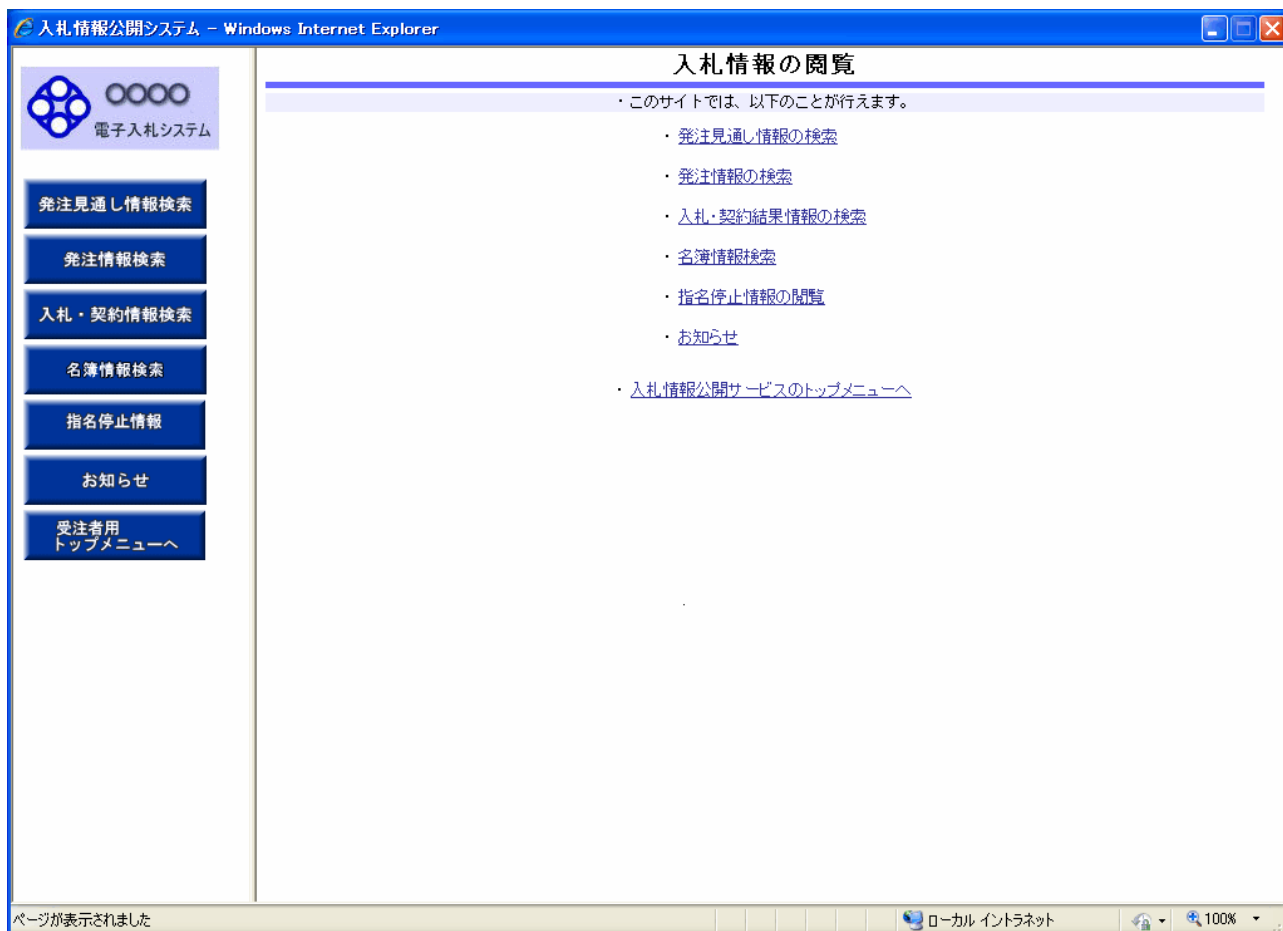 入札情報公開システム - Windows Internet Explorer
○○○○
電子入札システム
発注見通し情報検索
発注情報検索
入札・契約情報検索
名簿情報検索
指名停止情報
お知らせ
受注者用
トップメニューへ
入札情報の閲覧
・このサイトでは、以下のことが行えます。
・発注見通し情報の検索
・発注情報の検索
・入札・契約結果情報の検索
・名簿情報検索
・指名停止情報の閲覧
・お知らせ
・入札情報公開サービスのトップメニューへ
ページが表示されました
ローカル イントラネット
100%